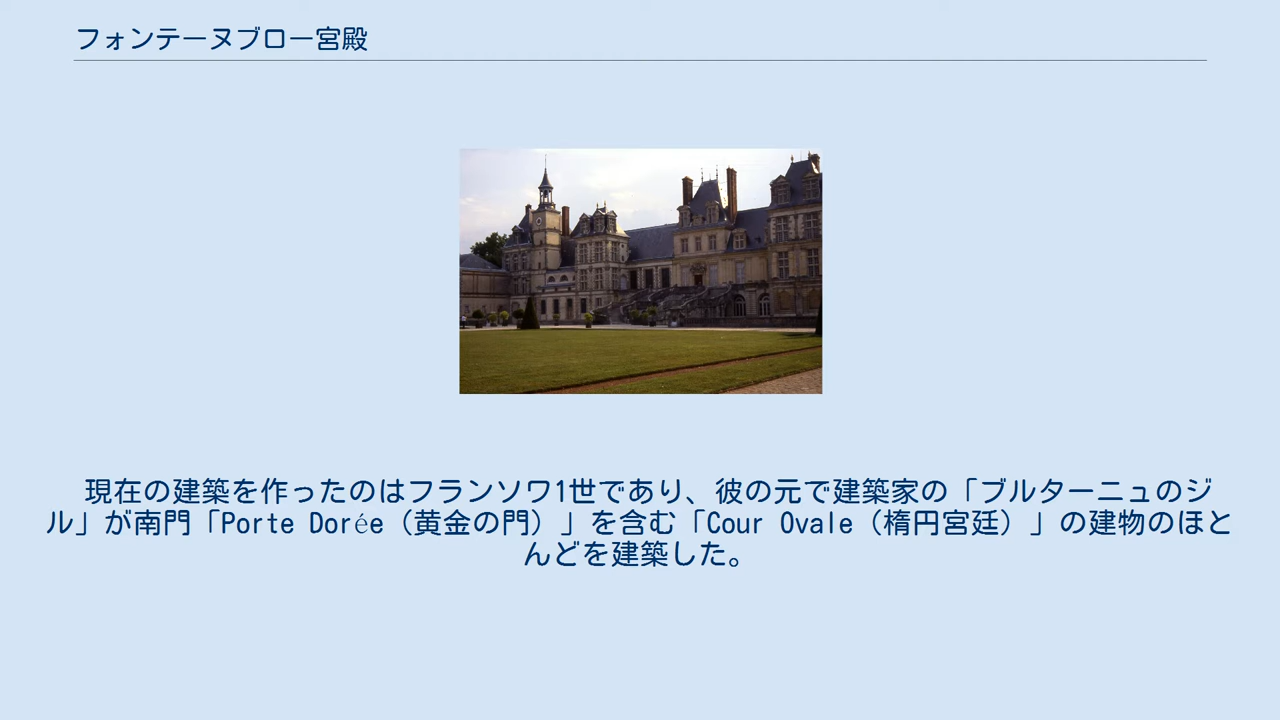 フォンテーヌブロー宮殿
現在の建築を作ったのはフランソワ1世であり、彼の元で建築家の「ブルターニュのジ
ル」が南門「Porte Dorée（黄金の門）」を含む「Cour Ovale（楕円宮廷）」の建物のほと
んどを建築した。